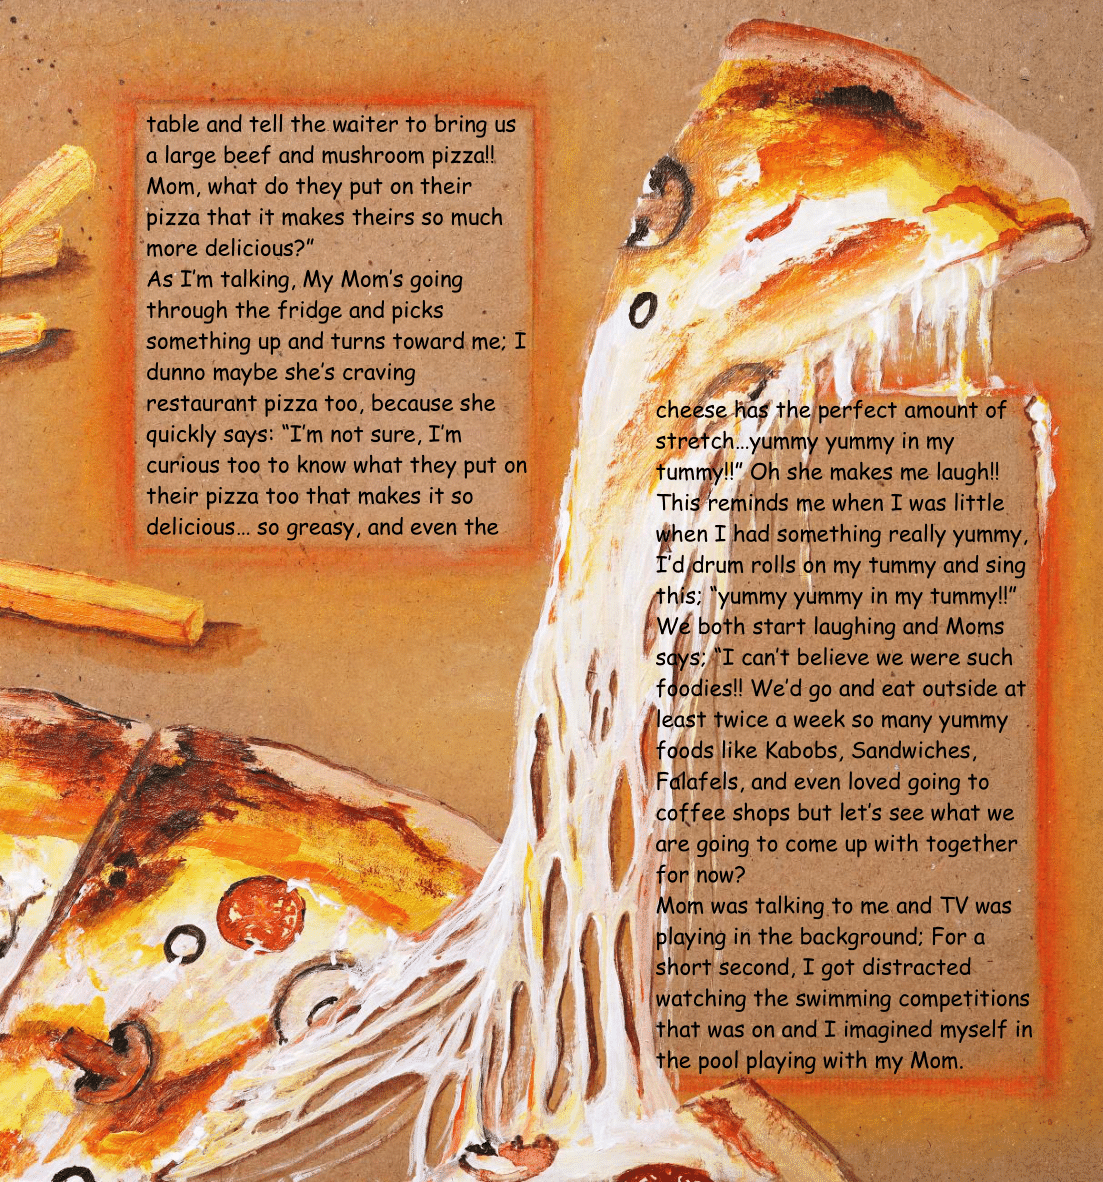 table and tell the waiter to bring us
a large beef and mushroom pizza!!
Mom, what do they put on their
pizza that it makes theirs so much
more delicious?”
As I’m talking, My Mom’s going
through the fridge and picks
something up and turns toward me; I
dunno maybe she’s craving
restaurant pizza too, because she
quickly says: “I’m not sure, I’m
curious too to know what they put on
their pizza too that makes it so
delicious... so greasy, and even the
cheese has the perfect amount of
stretch...yummy yummy in my
tummy!!” Oh she makes me laugh!!
This reminds me when I was little
when I had something really yummy,
I’d drum rolls on my tummy and sing
this; “yummy yummy in my tummy!!”
We both start laughing and Moms
says; “I can’t believe we were such
foodies!! We’d go and eat outside at
least twice a week so many yummy
foods like Kabobs, Sandwiches,
Falafels, and even loved going to
coffee shops but let’s see what we
are going to come up with together
for now?
Mom was talking to me and TV was
playing in the background; For a
short second, I got distracted
watching the swimming competitions
that was on and I imagined myself in
the pool playing with my Mom.